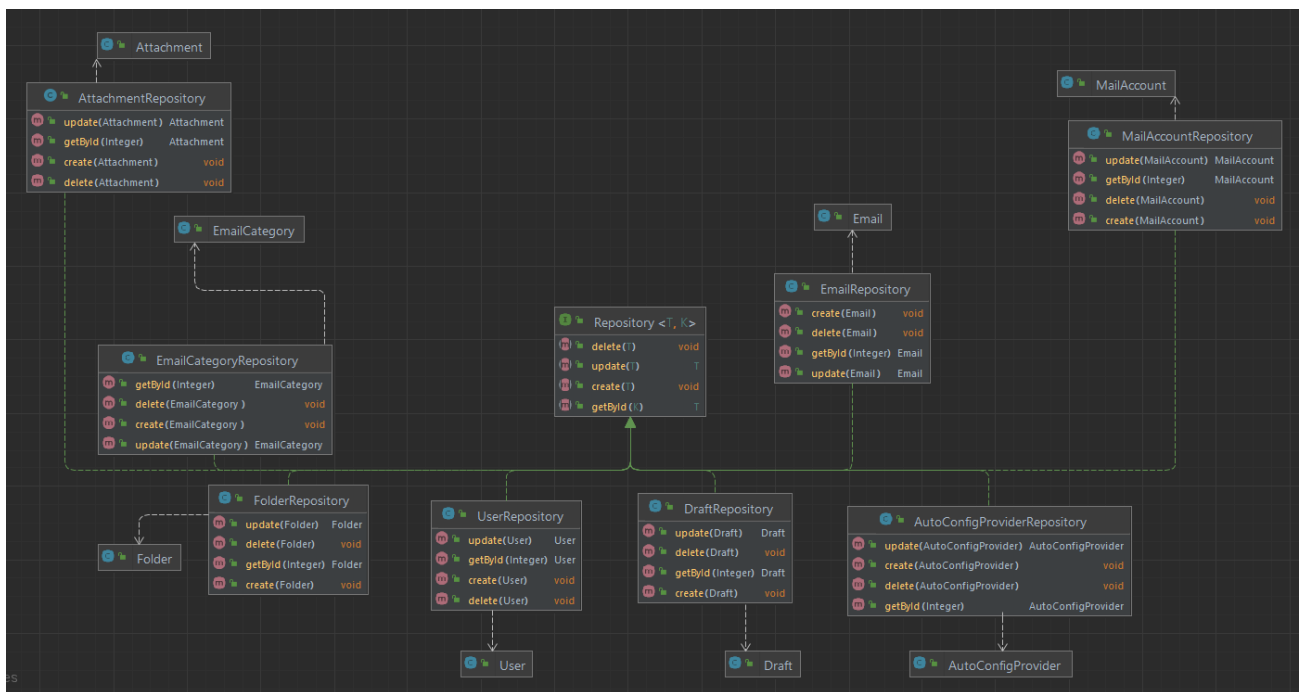 Attachment
AttachmentRepository
update(Attachment) Attachment
getById(Integer) Attachment
create(Attachment) void
delete(Attachment) void
MailAccount
MailAccountRepository
update(MailAccount) MailAccount
getById(Integer) MailAccount
delete(MailAccount) void
create(MailAccount) void
EmailCategory
EmailCategoryRepository
getById(Integer) EmailCategory
delete(EmailCategory) void
create(EmailCategory) void
update(EmailCategory) EmailCategory
Email
EmailRepository
create(Email) void
delete(Email) void
getById(Integer) Email
update(Email) Email
Repository <T, K>
delete(T) void
update(T) T
create(T) void
getById(K) T
FolderRepository
update(Folder) Folder
delete(Folder) void
getById(Integer) Folder
create(Folder) void
Folder
UserRepository
update(User) User
getById(Integer) User
create(User) void
delete(User) void
User
DraftRepository
update(Draft) Draft
delete(Draft) void
getById(Integer) Draft
create(Draft) void
Draft
AutoConfigProviderRepository
update(AutoConfigProvider) AutoConfigProvider
create(AutoConfigProvider) void
delete(AutoConfigProvider) void
getById(Integer) AutoConfigProvider
AutoConfigProvider